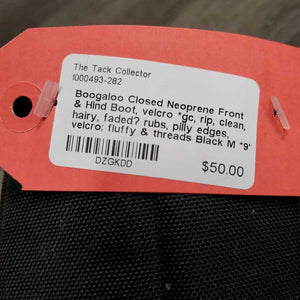 The Tack Collector
1000493-282
Boogaloo Closed Neoprene Front
& Hind Boot, velcro *gc, rip, clean,
hairy, faded? rubs, pilly edges,
velcro: fluffy & threads Black M *9"
DZGKDD
$50.00